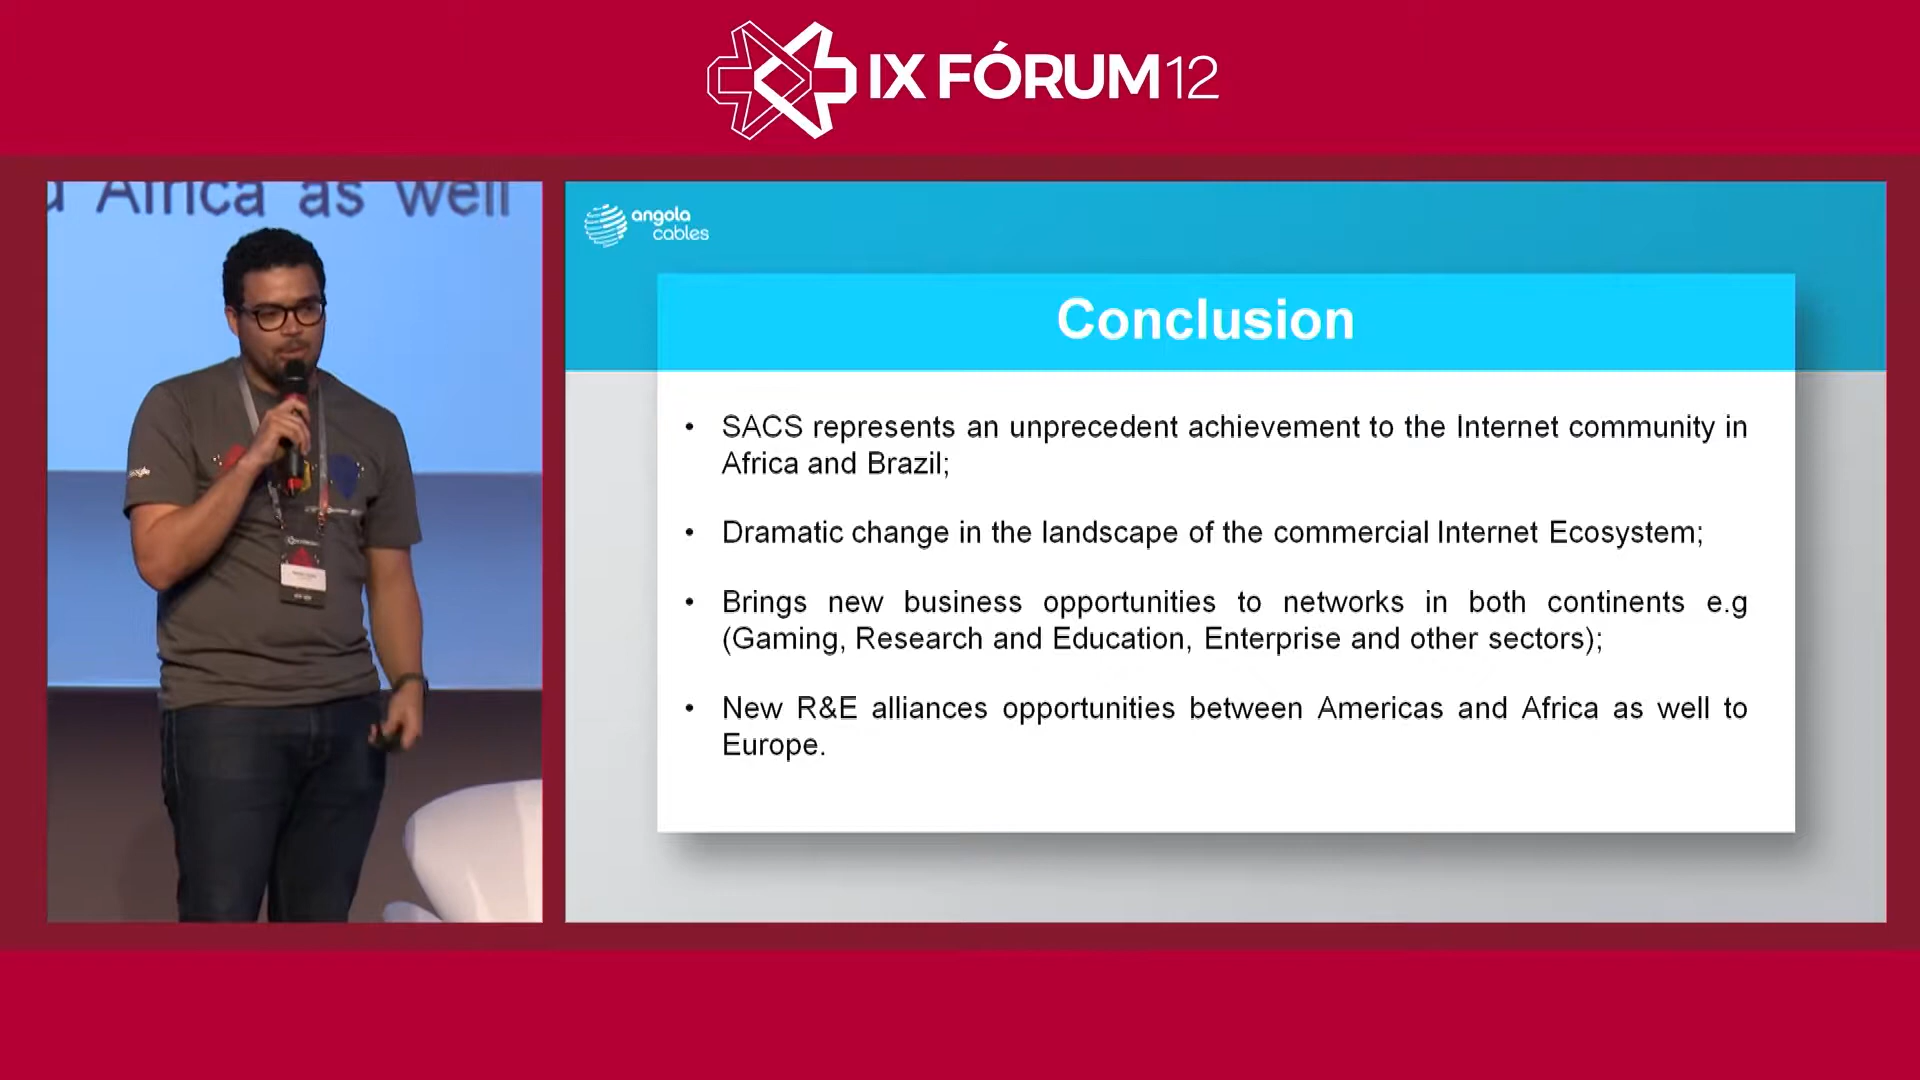 IX FÓRUM 12
Africa as well
angola
cables
Conclusion
• SACS represents an unprecedent achievement to the Internet community in
Africa and Brazil;
• Dramatic change in the landscape of the commercial Internet Ecosystem;
• Brings new business opportunities to networks in both continents e.g
(Gaming, Research and Education, Enterprise and other sectors);
• New R&E alliances opportunities between Americas and Africa as well to
Europe.